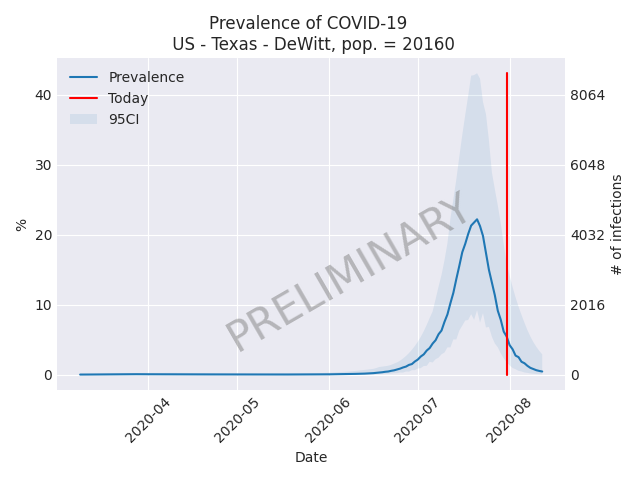 Prevalence of COVID-19
US - Texas - DeWitt, pop. = 20160
Prevalence
Today
95CI
40
30
20
10
0
%
8064
6048
4032
2016
0
# of infections
PRELIMINARY
2020-04
2020-05
2020-06
2020-07
2020-08
Date